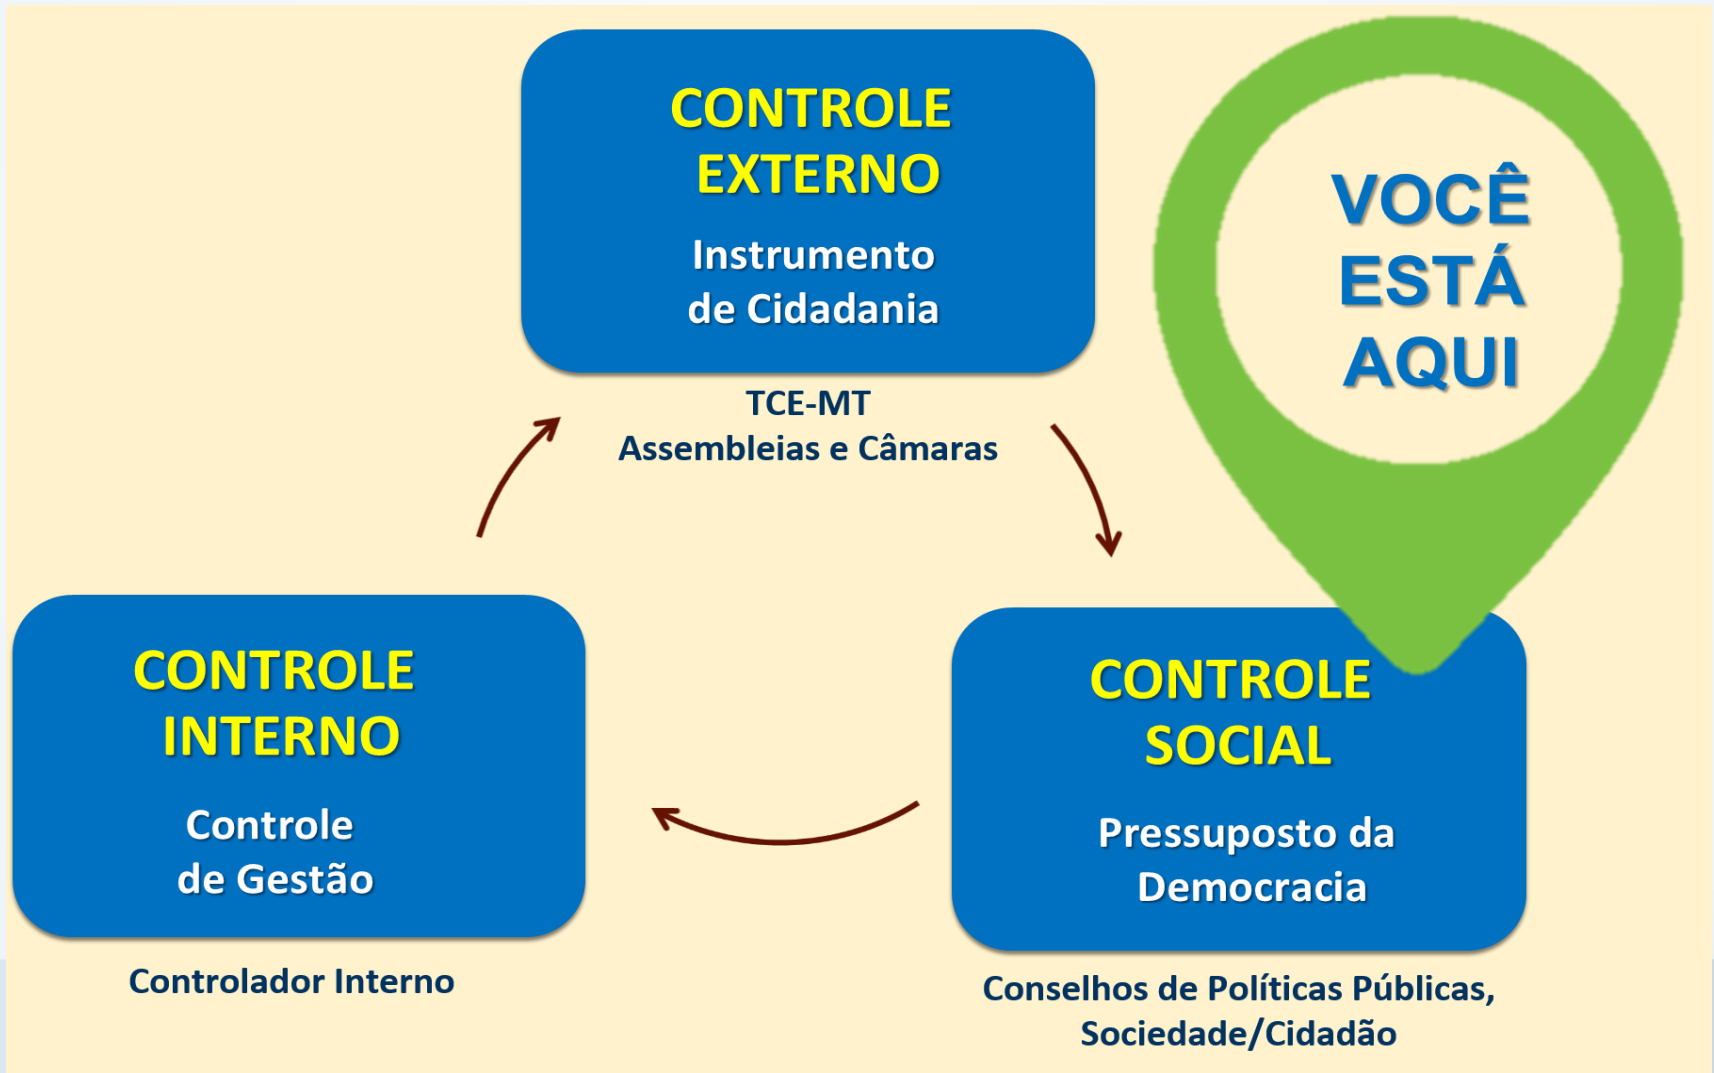 CONTROLE
EXTERNO
Instrumento
de Cidadania
TCE-MT
Assembleias e Câmaras
VOCÊ
ESTÁ
AQUI
CONTROLE
INTERNO
Controle
de Gestão
Controlador Interno
CONTROLE
SOCIAL
Pressuposto da
Democracia
Conselhos de Políticas Públicas,
Sociedade/Cidadão